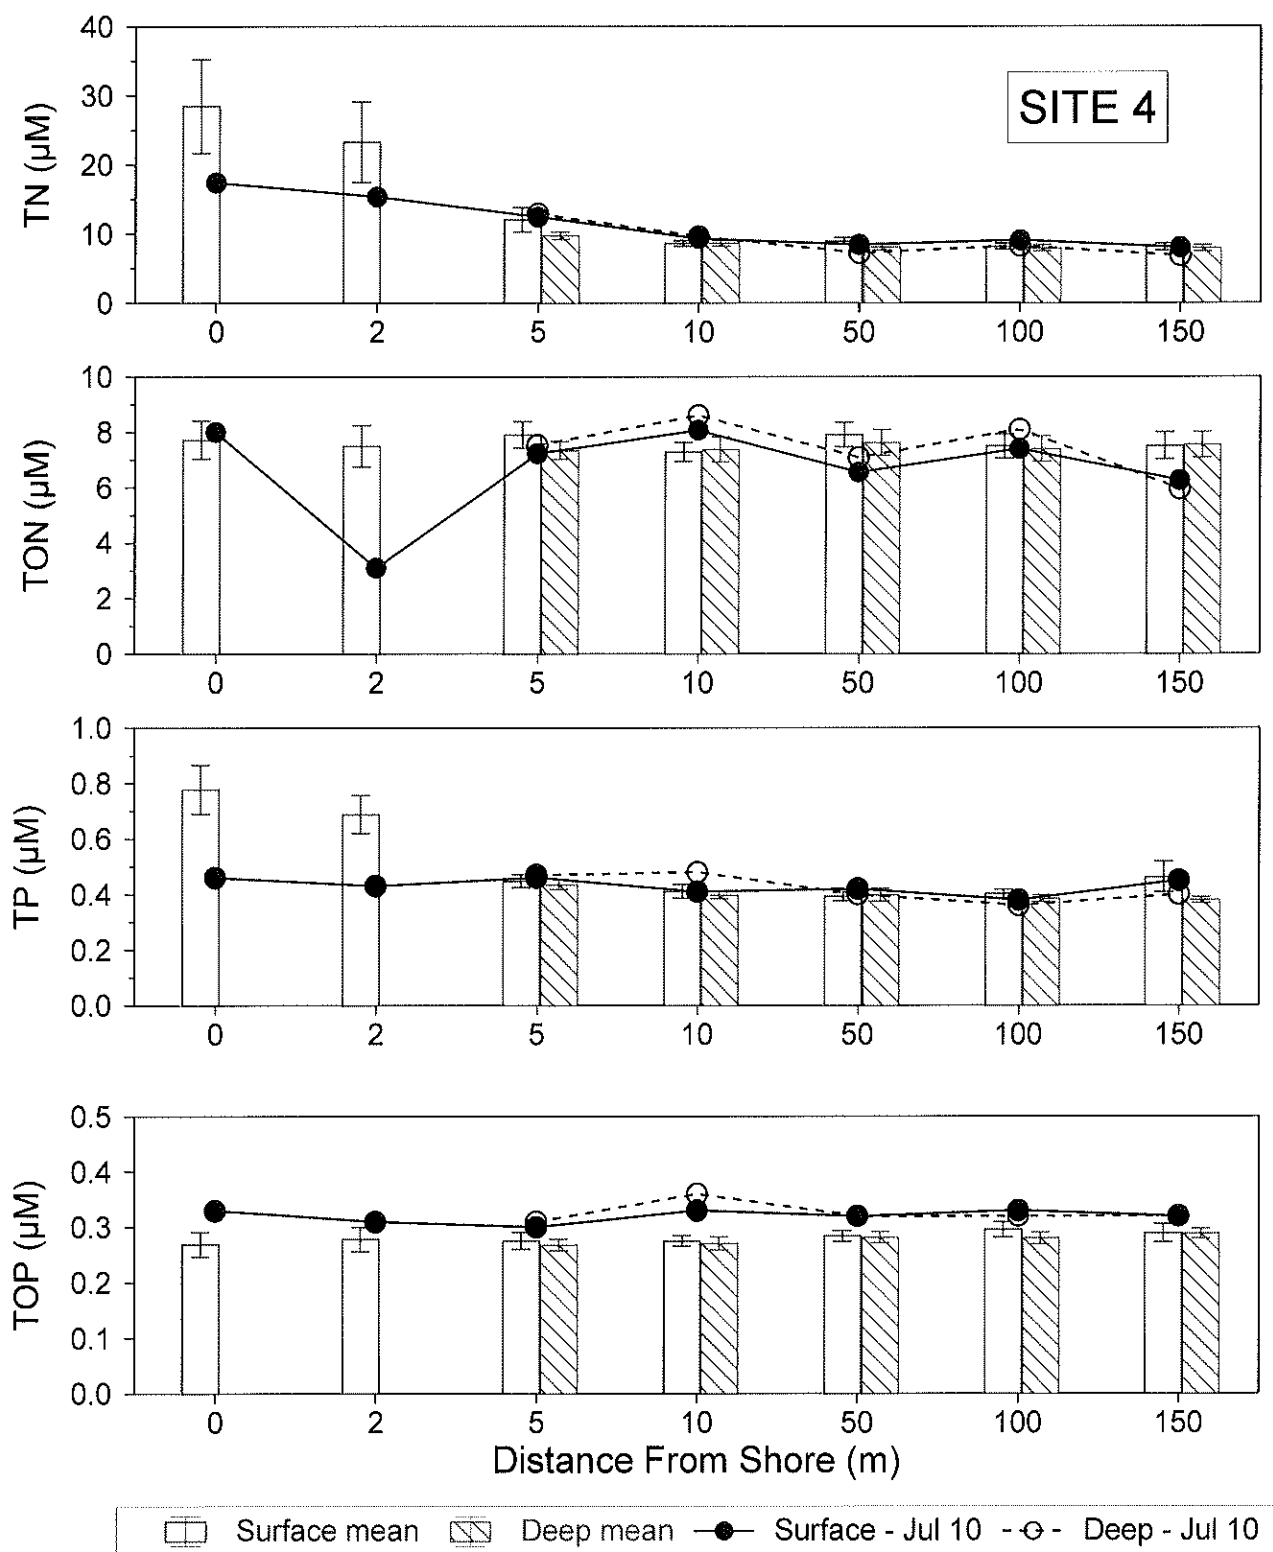 SITE 4
TN (µM)
40
30
20
10
0
0 2 5 10 50 100 150
TON (µM)
10
8
6
4
2
0
0 2 5 10 50 100 150
TP (µM)
1.0
0.8
0.6
0.4
0.2
0.0
0 2 5 10 50 100 150
TOP (µM)
0.5
0.4
0.3
0.2
0.1
0.0
0 2 5 10 50 100 150
Distance From Shore (m)
Surface mean Deep mean Surface - Jul 10 Deep - Jul 10